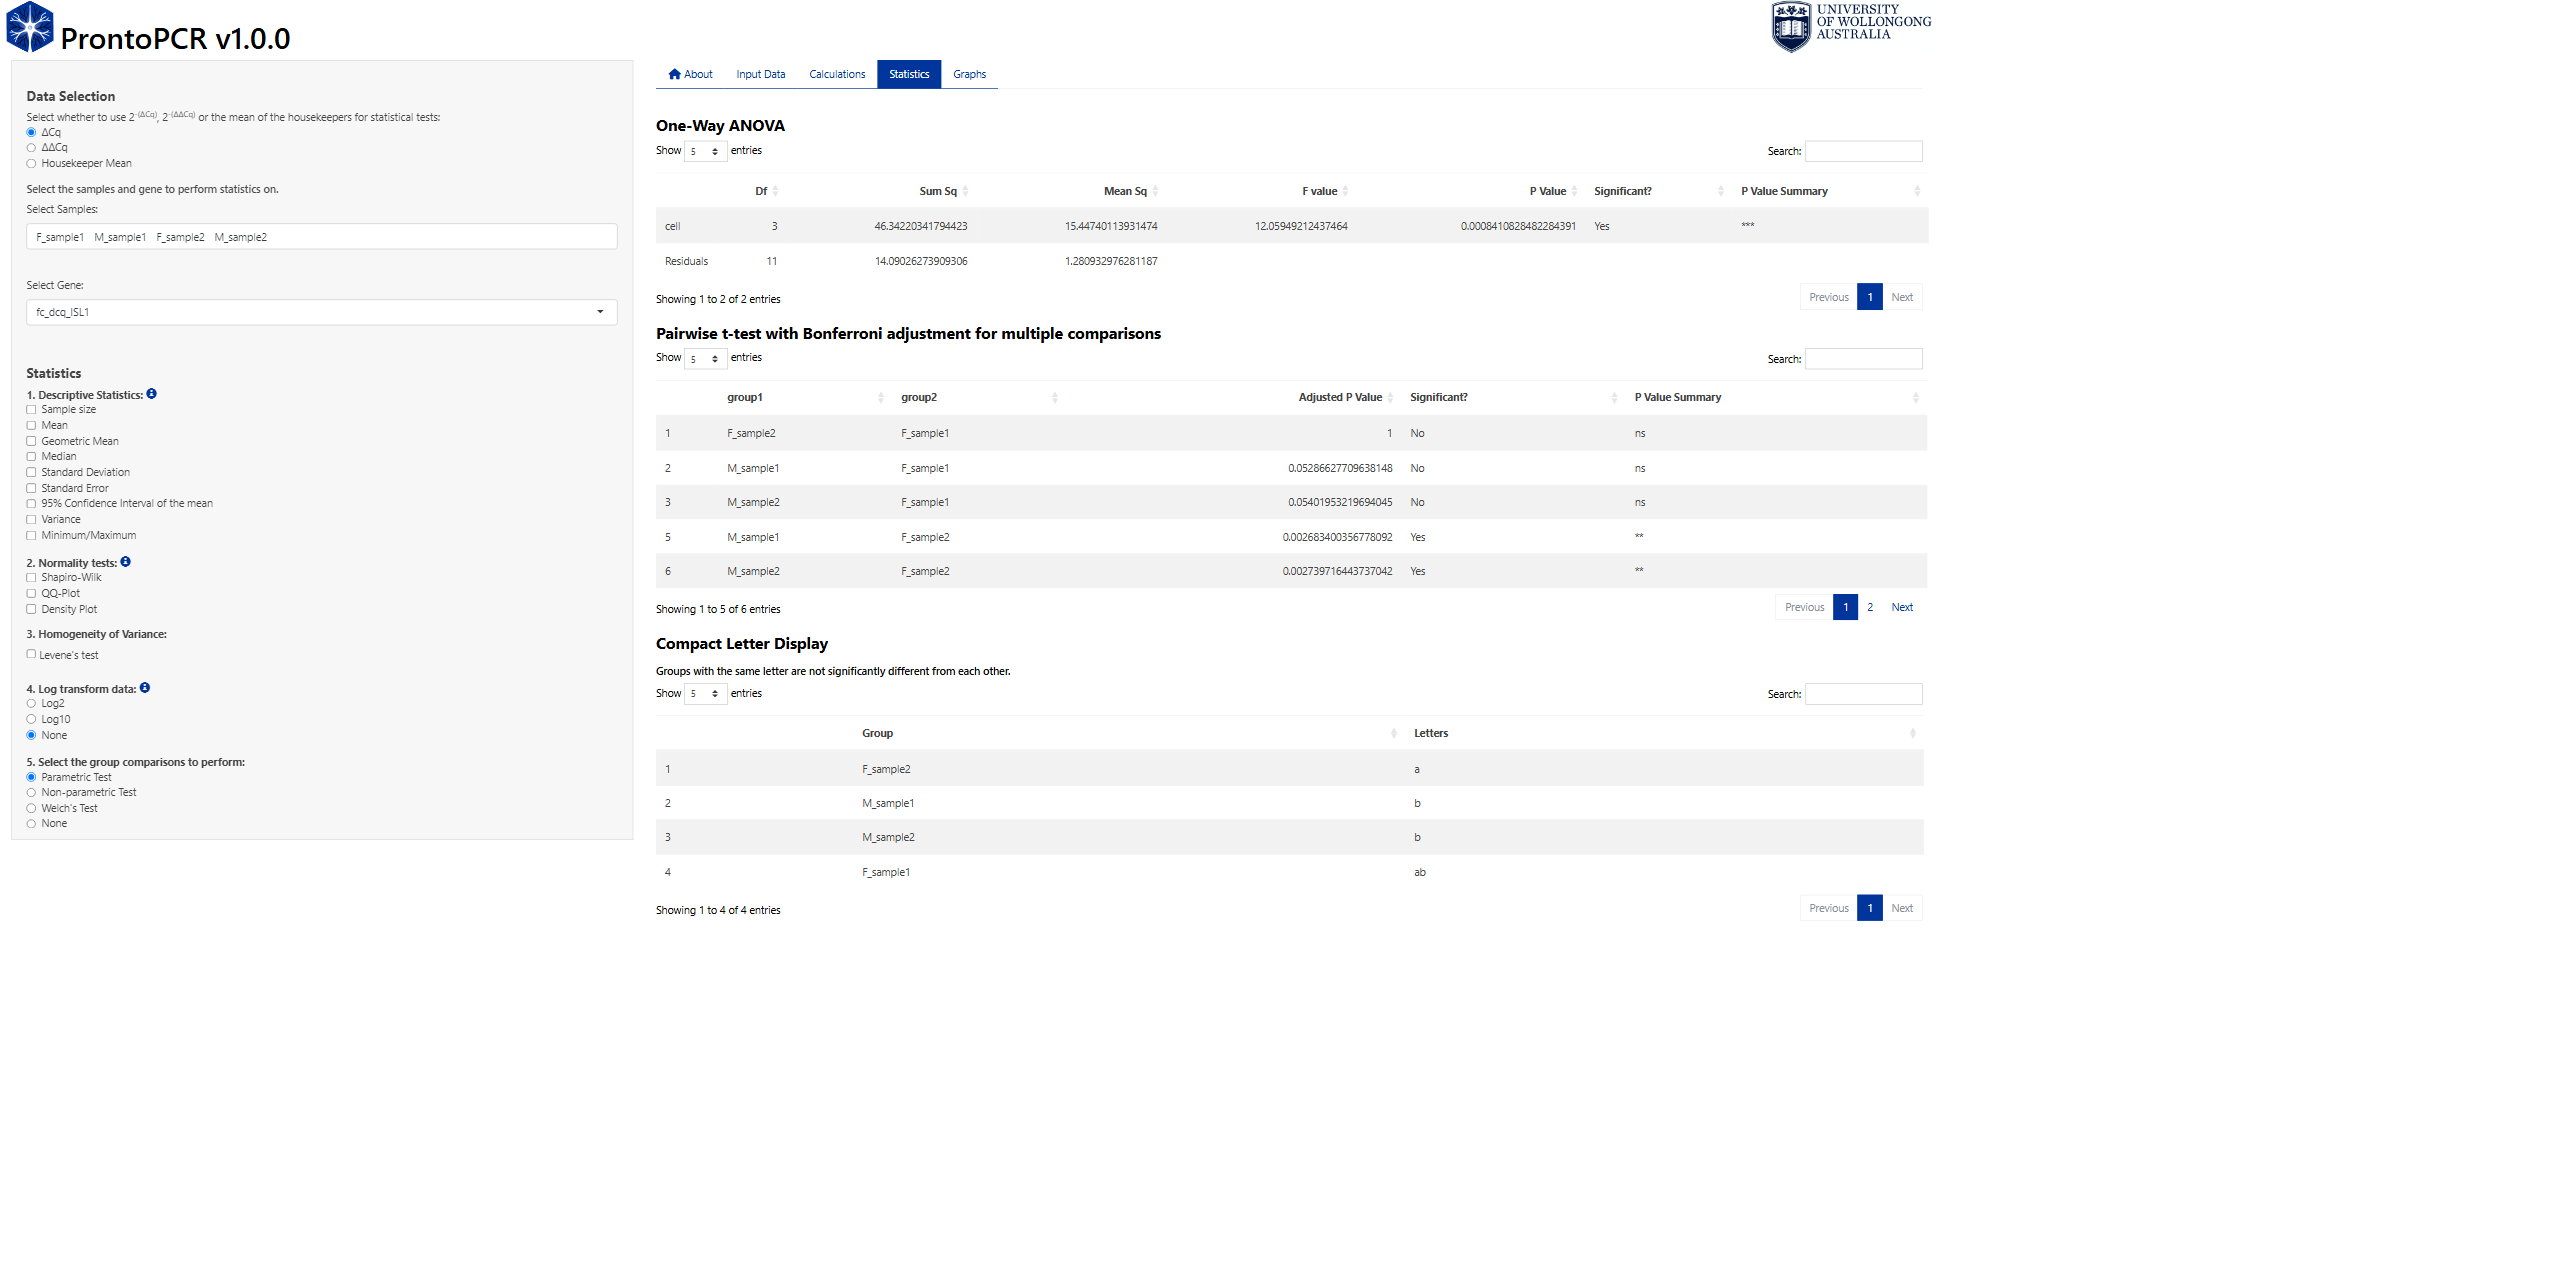 ProntoPCR v1.0.0
UNIVERSITY
OF WOLLONGONG
AUSTRALIA
Data Selection
Select whether to use 2^-(ΔCq), 2^-(ΔΔCq) or the mean of the housekeepers for statistical tests:
ΔCq
ΔΔCq
Housekeeper Mean
Select the samples and gene to perform statistics on.
Select Samples:
F_sample1 M_sample1 F_sample2 M_sample2
Select Gene:
fc_dcq_ISL1
Statistics
1. Descriptive Statistics:
Sample size
Mean
Geometric Mean
Median
Standard Deviation
Standard Error
95% Confidence Interval of the mean
Variance
Minimum/Maximum
2. Normality tests:
Shapiro-Wilk
QQ-Plot
Density Plot
3. Homogeneity of Variance:
Levene's test
4. Log transform data:
Log2
Log10
None
5. Select the group comparisons to perform:
Parametric Test
Non-parametric Test
Welch's Test
None
About Input Data Calculations Statistics Graphs
One-Way ANOVA
Show 5 entries Search:
Df Sum Sq Mean Sq F value P Value Significant? P Value Summary
cell 3 46.34220341794423 15.44740113931474 12.05949212437464 0.0008410828482284391 Yes ***
Residuals 11 14.09026273909306 1.280932976281187
Showing 1 to 2 of 2 entries Previous 1 Next
Pairwise t-test with Bonferroni adjustment for multiple comparisons
Show 5 entries Search:
group1 group2 Adjusted P Value Significant? P Value Summary
1 F_sample2 F_sample1 1 No ns
2 M_sample1 F_sample1 0.05286627709638148 No ns
3 M_sample2 F_sample1 0.05401953219694045 No ns
5 M_sample1 F_sample2 0.002683400356778092 Yes **
6 M_sample2 F_sample2 0.002739716443737042 Yes **
Showing 1 to 5 of 6 entries Previous 1 2 Next
Compact Letter Display
Groups with the same letter are not significantly different from each other.
Show 5 entries Search:
Group Letters
1 F_sample2 a
2 M_sample1 b
3 M_sample2 b
4 F_sample1 ab
Showing 1 to 4 of 4 entries Previous 1 Next